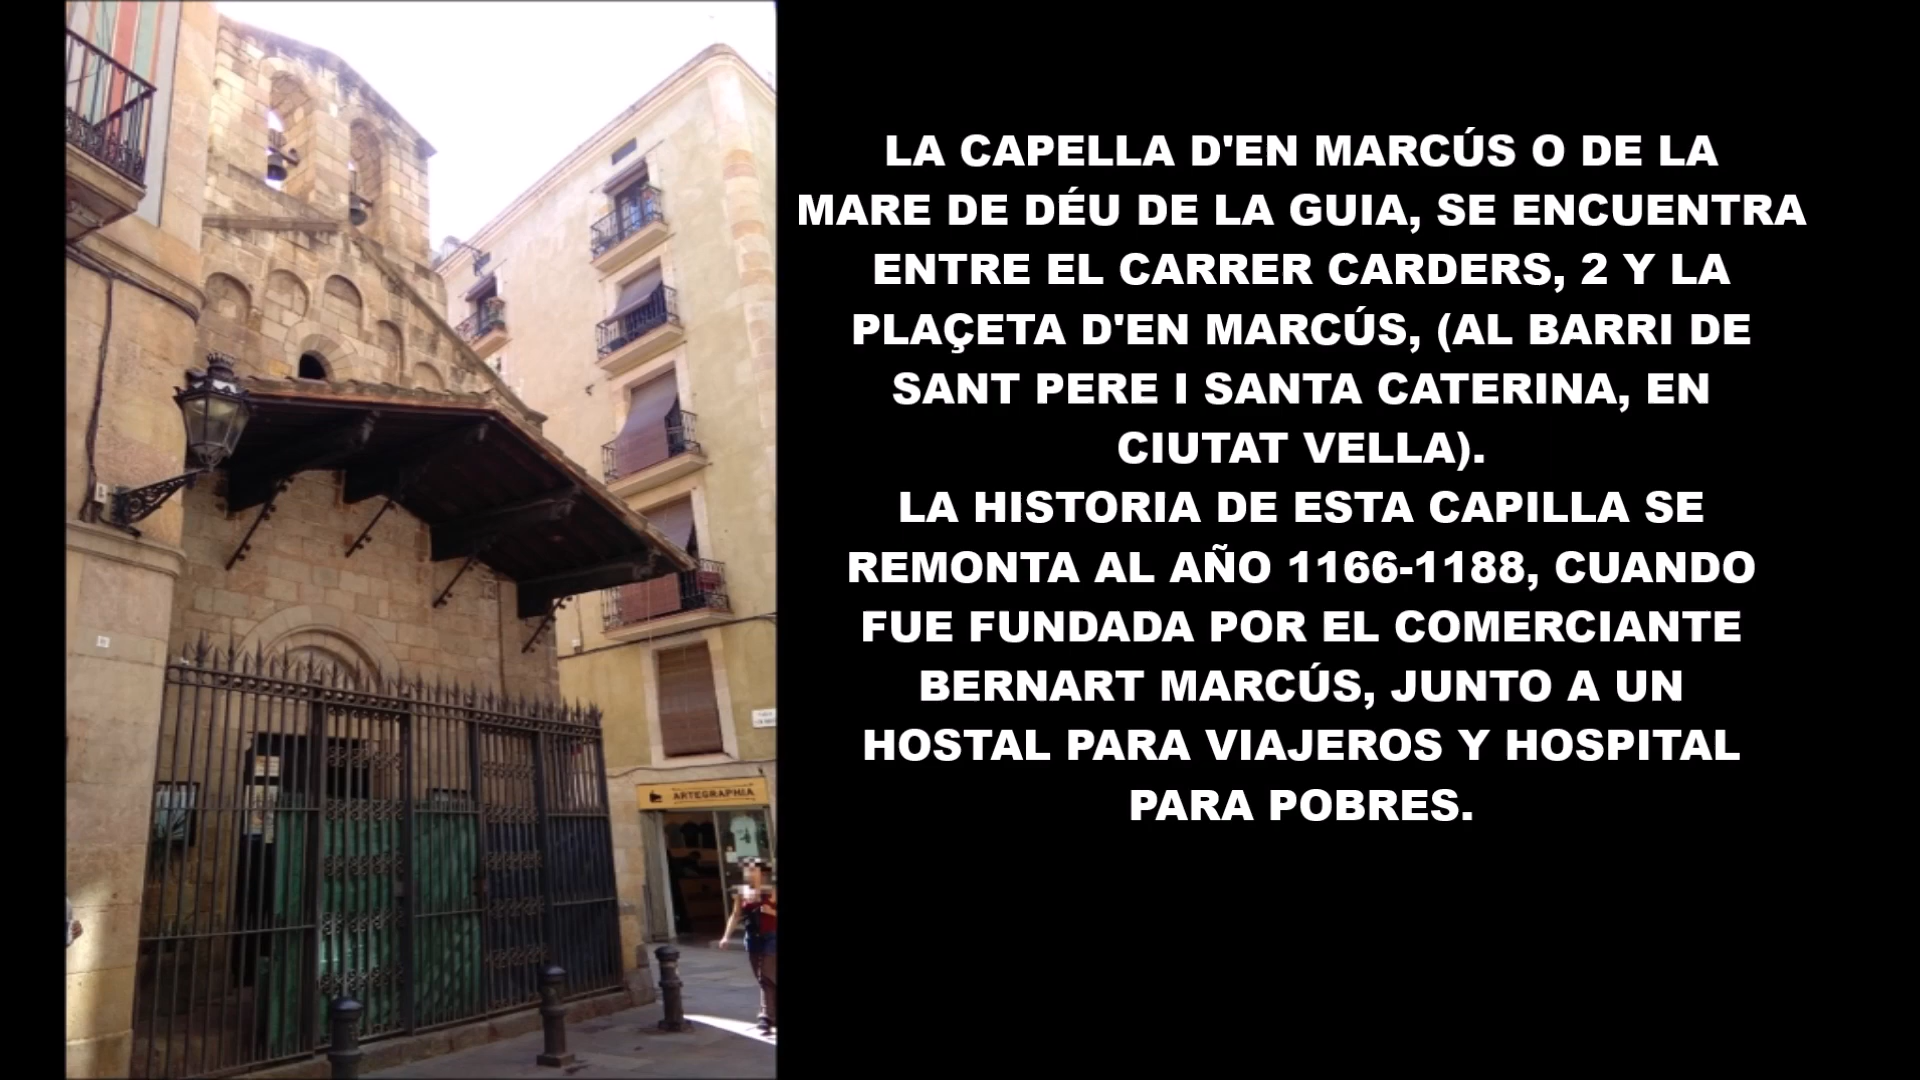 LA CAPELLA D'EN MARCÚS O DE LA
MARE DE DÉU DE LA GUIA, SE ENCUENTRA
ENTRE EL CARRER CARDERS, 2 Y LA
PLAÇETA D'EN MARCÚS, (AL BARRI DE
SANT PERE I SANTA CATERINA, EN
CIUTAT VELLA).
LA HISTORIA DE ESTA CAPILLA SE
REMONTA AL AÑO 1166-1188, CUANDO
FUE FUNDADA POR EL COMERCIANTE
BERNART MARCÚS, JUNTO A UN
HOSTAL PARA VIAJEROS Y HOSPITAL
PARA POBRES.
ARTEGRAPHIA